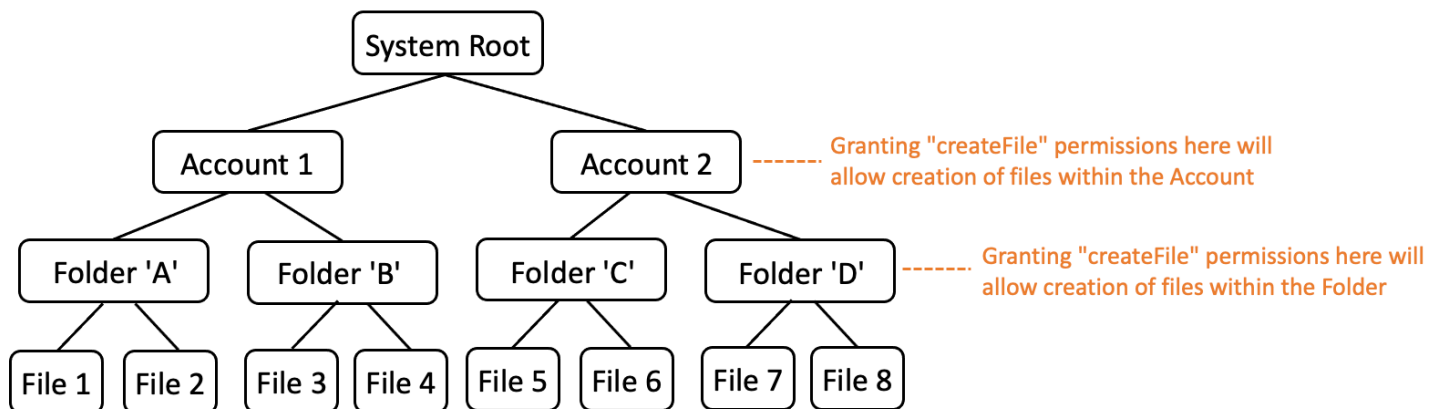 System Root
Account 1
Account 2
Granting "createFile" permissions here will
allow creation of files within the Account
Folder 'A'
Folder 'B'
Folder 'C'
Folder 'D'
Granting "createFile" permissions here will
allow creation of files within the Folder
File 1
File 2
File 3
File 4
File 5
File 6
File 7
File 8